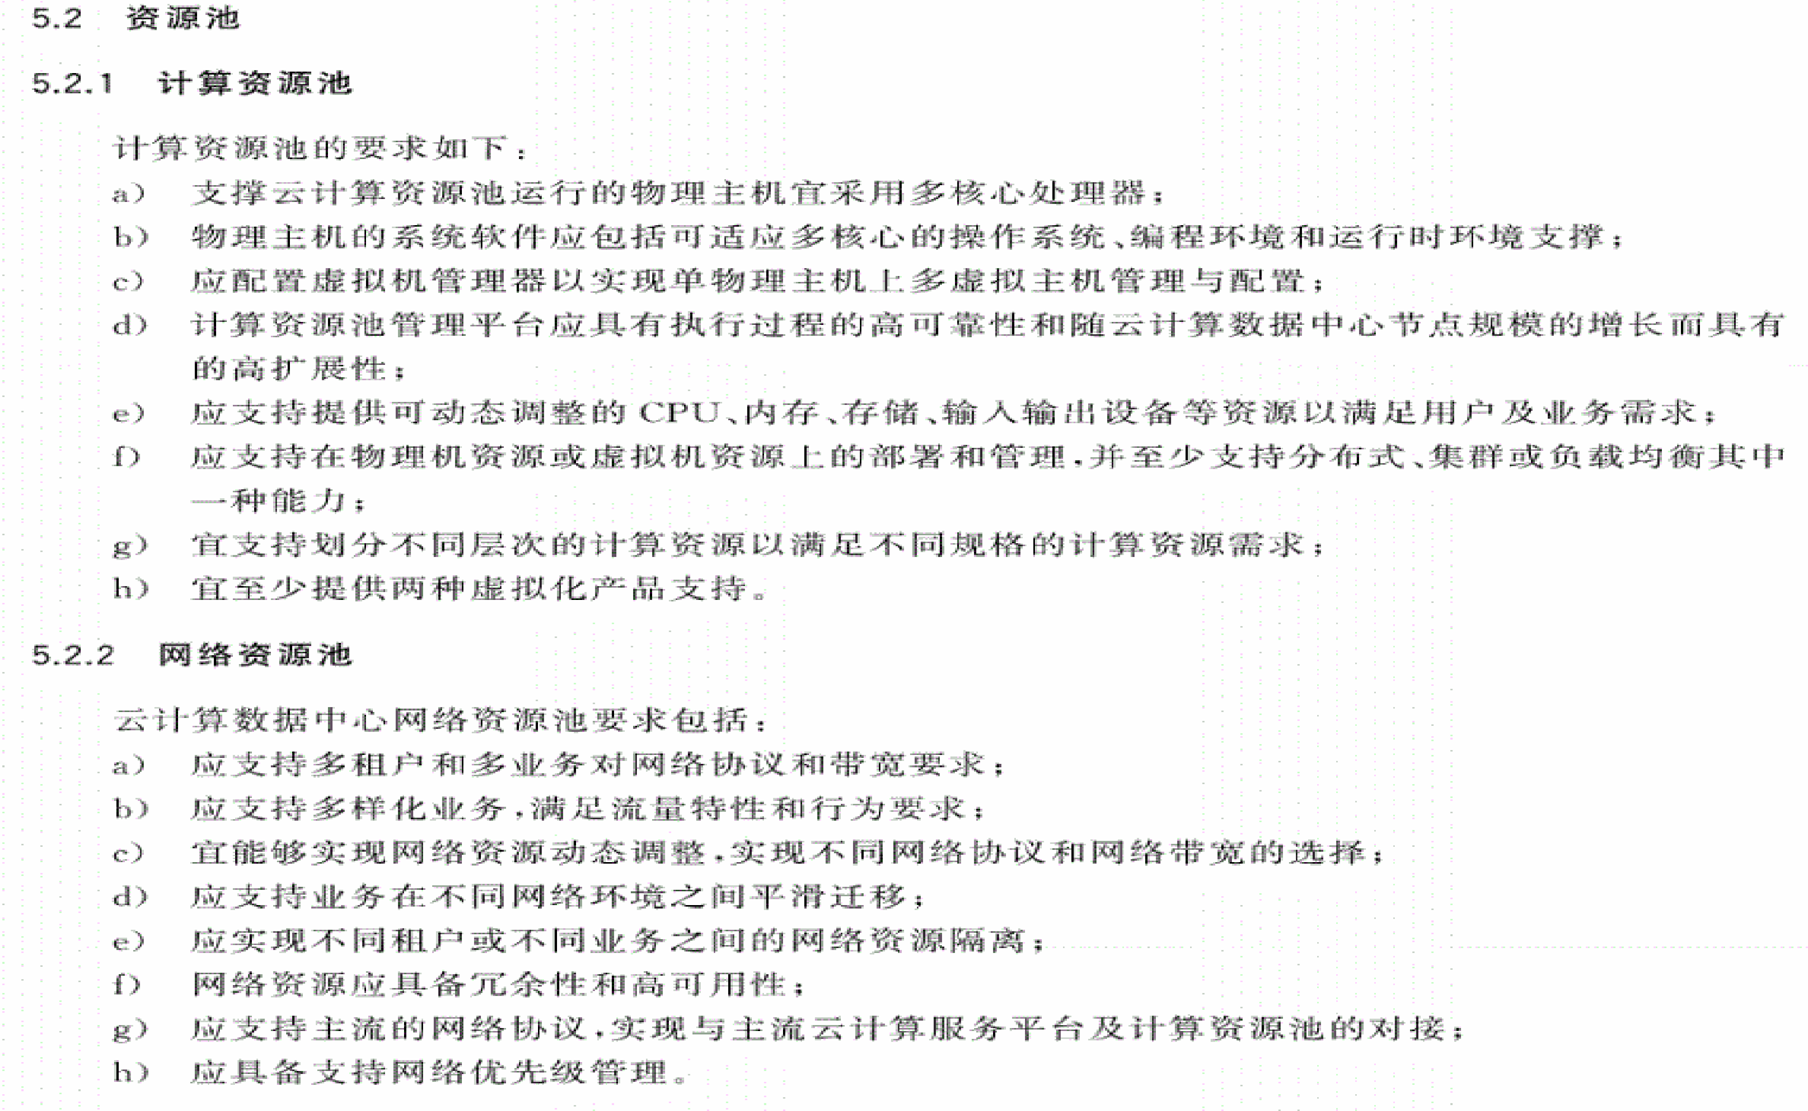 5.2 资源池
5.2.1 计算资源池
计算资源池的要求如下:
a) 支撑云计算资源池运行的物理主机宜采用多核心处理器;
b) 物理主机的系统软件应包括可适应多核心的操作系统、编程环境和运行时环境支撑;
c) 应配置虚拟机管理器以实现单物理主机上多虚拟主机管理与配置;
d) 计算资源池管理平台应具有执行过程的高可靠性和随云计算数据中心节点规模的增长而具有
的高扩展性;
e) 应支持提供可动态调整的 CPU、内存、存储、输入输出设备等资源以满足用户及业务需求;
f) 应支持在物理机资源或虚拟机资源上的部署和管理,并至少支持分布式、集群或负载均衡其中
一种能力;
g) 宜支持划分不同层次的计算资源以满足不同规格的计算资源需求;
h) 宜至少提供两种虚拟化产品支持。
5.2.2 网络资源池
云计算数据中心网络资源池要求包括:
a) 应支持多租户和多业务对网络协议和带宽要求;
b) 应支持多样化业务,满足流量特性和行为要求;
c) 宜能够实现网络资源动态调整,实现不同网络协议和网络带宽的选择;
d) 应支持业务在不同网络环境之间平滑迁移;
e) 应实现不同租户或不同业务之间的网络资源隔离;
f) 网络资源应具备冗余性和高可用性;
g) 应支持主流的网络协议,实现与主流云计算服务平台及计算资源池的对接;
h) 应具备支持网络优先级管理。